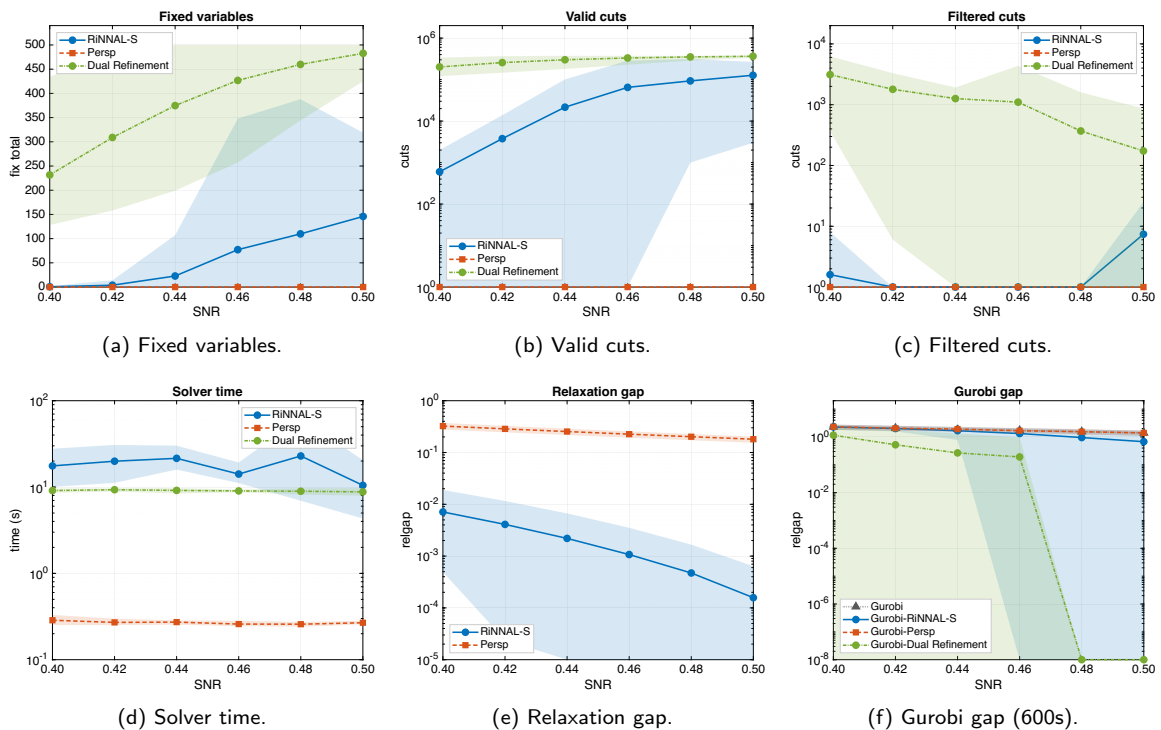 Fixed variables
500
450
400
350
300
250
200
150
100
50
0
fix total
RiNNAL-S
Persp
Dual Refinement
0.40 0.42 0.44 0.46 0.48 0.50
SNR
(a) Fixed variables.
Valid cuts
10^6
10^4
10^2
10^0
cuts
RiNNAL-S
Persp
Dual Refinement
0.40 0.42 0.44 0.46 0.48 0.50
SNR
(b) Valid cuts.
Filtered cuts
10^4
10^3
10^2
10^1
10^0
cuts
RiNNAL-S
Persp
Dual Refinement
0.40 0.42 0.44 0.46 0.48 0.50
SNR
(c) Filtered cuts.
Solver time
10^2
10^1
10^0
10^-1
time (s)
RiNNAL-S
Persp
Dual Refinement
0.40 0.42 0.44 0.46 0.48 0.50
SNR
(d) Solver time.
Relaxation gap
10^0
10^-1
10^-2
10^-3
10^-4
10^-5
relgap
RiNNAL-S
Persp
0.40 0.42 0.44 0.46 0.48 0.50
SNR
(e) Relaxation gap.
Gurobi gap
10^0
10^-2
10^-4
10^-6
10^-8
relgap
Gurobi
Gurobi-RiNNAL-S
Gurobi-Persp
Gurobi-Dual Refinement
0.40 0.42 0.44 0.46 0.48 0.50
SNR
(f) Gurobi gap (600s).